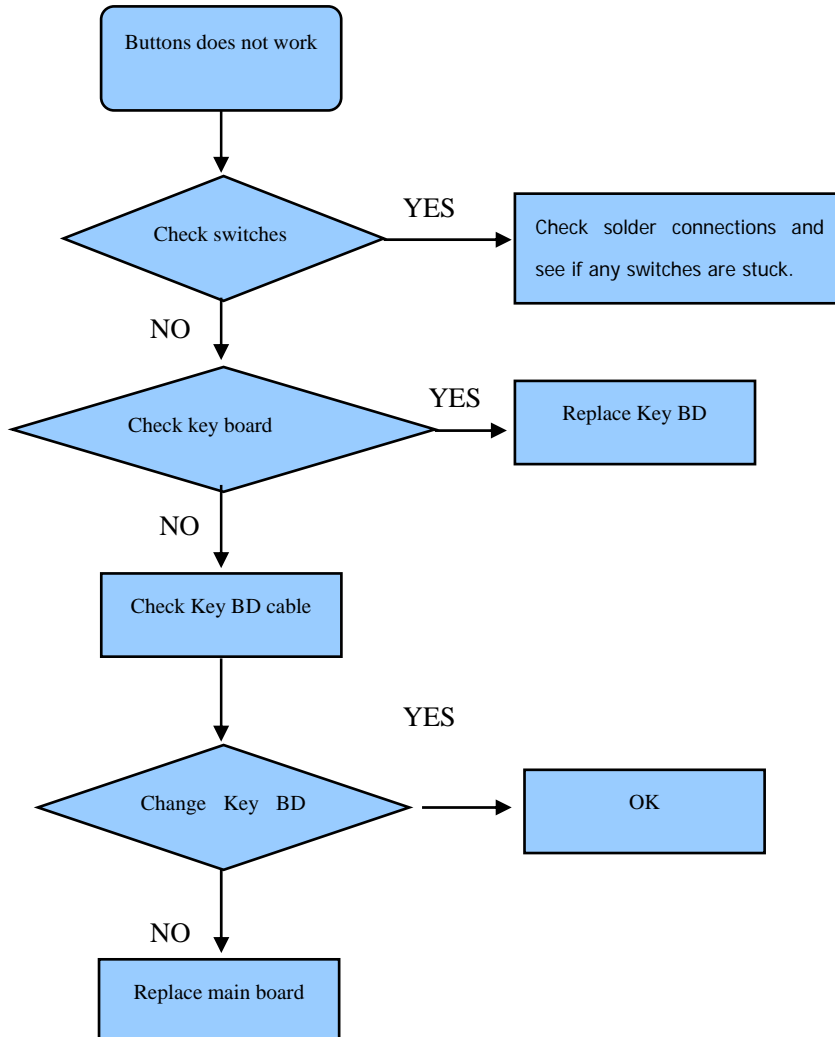 Buttons does not work
YES
Check switches
Check solder connections and
see if any switches are stuck.
NO
YES
Check key board
Replace Key BD
NO
Check Key BD cable
YES
Change Key BD
OK
NO
Replace main board